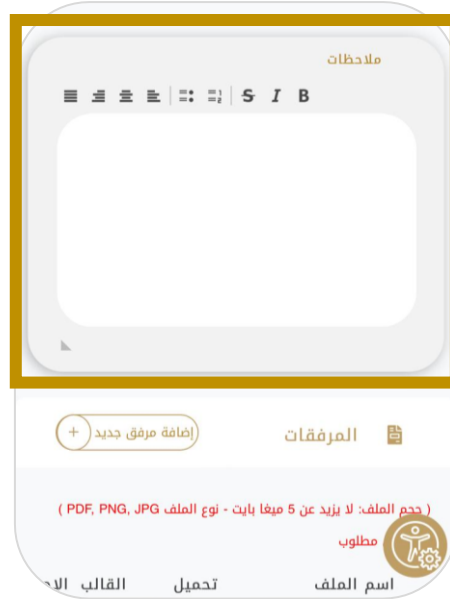 ملاحظات
B I S
المرفقات
إضافة مرفق جديد +
( حجم الملف: لا يزيد عن 5 ميغا بايت - نوع الملف PDF, PNG, JPG )
مطلوب
اسم الملف تحميل القالب